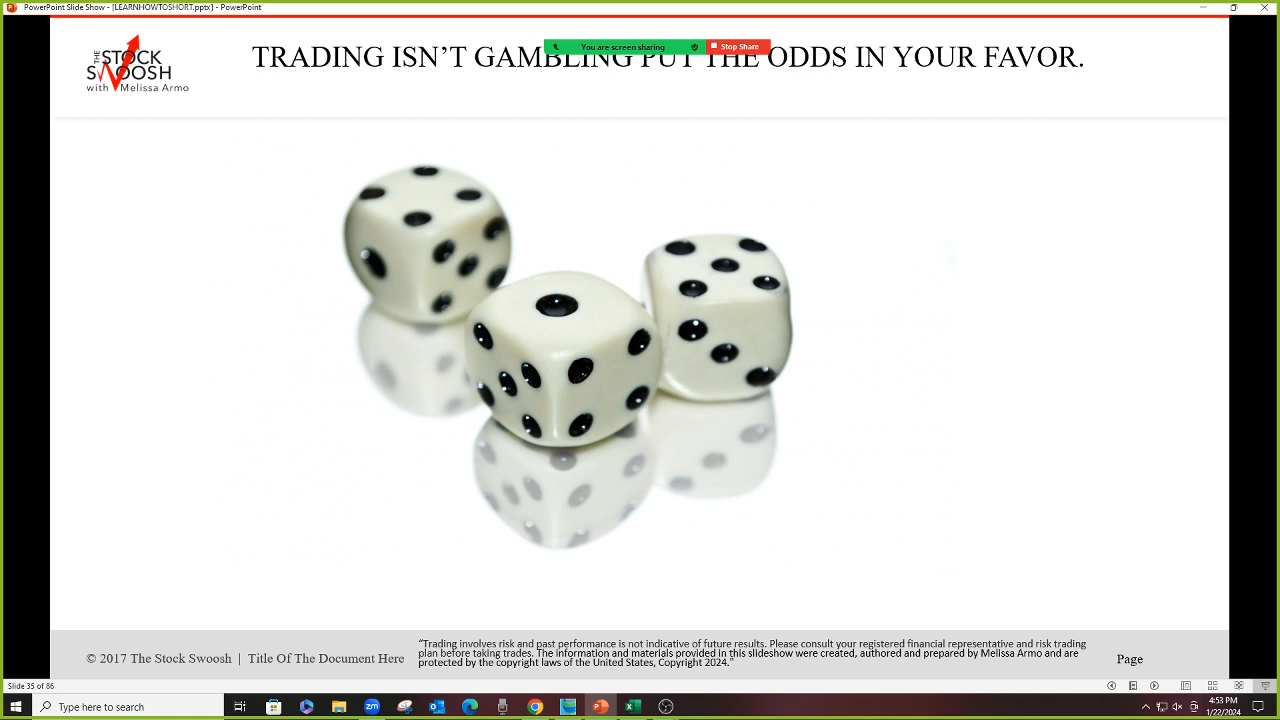 PowerPoint Slide Show - [LEARNHOWTOSHORT.pptx] - PowerPoint
You are screen sharing
Stop Share
THE STOCK
SWOOSH
with Melissa Armo
TRADING ISN’T GAMBLING PUT THE ODDS IN YOUR FAVOR.
© 2017 The Stock Swoosh | Title Of The Document Here
“Trading involves risk and past performance is not indicative of future results. Please consult your registered financial representative and risk trading
plan before taking trades. The information and materials provided in this slideshow were created, authored and prepared by Melissa Armo and are
protected by the copyright laws of the United States, Copyright 2024.”
Page
Slide 35 of 86
Type here to search
zm
4:53 PM
1/22/2024